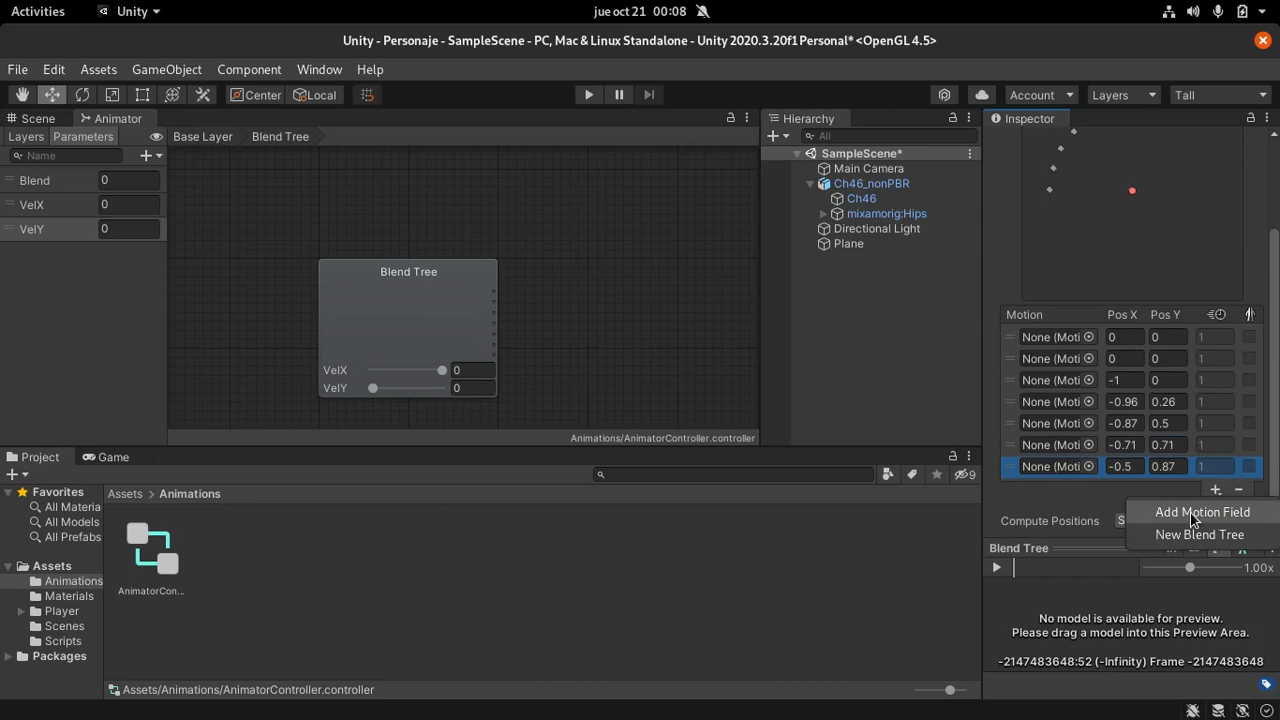 Activities Unity jue oct 21 00:08
Unity - Personaje - SampleScene - PC, Mac & Linux Standalone - Unity 2020.3.20f1 Personal* <OpenGL 4.5>
File Edit Assets GameObject Component Window Help
Center Local Account Layers Tall
Scene Animator
Layers Parameters
Base Layer Blend Tree
Name
Blend 0
VelX 0
VelY 0
Blend Tree
VelX 0
VelY 0
Animations/AnimatorController.controller
Hierarchy
All
SampleScene*
Main Camera
Ch46_nonPBR
Ch46
mixamorig:Hips
Directional Light
Plane
Inspector
Motion Pos X Pos Y
None (Moti 0 0 1
None (Moti 0 0 1
None (Moti -1 0 1
None (Moti -0.96 0.26 1
None (Moti -0.87 0.5 1
None (Moti -0.71 0.71 1
None (Moti -0.5 0.87 1
Add Motion Field
New Blend Tree
Compute Positions S
Blend Tree
1.00x
No model is available for preview.
Please drag a model into this Preview Area.
-2147483648:52 (-Infinity) Frame -2147483648
Project Game
9
Favorites
All Materia
All Models
All Prefabs
Assets
Animations
Materials
Player
Scenes
Scripts
Packages
Assets > Animations
AnimatorCon...
Assets/Animations/AnimatorController.controller